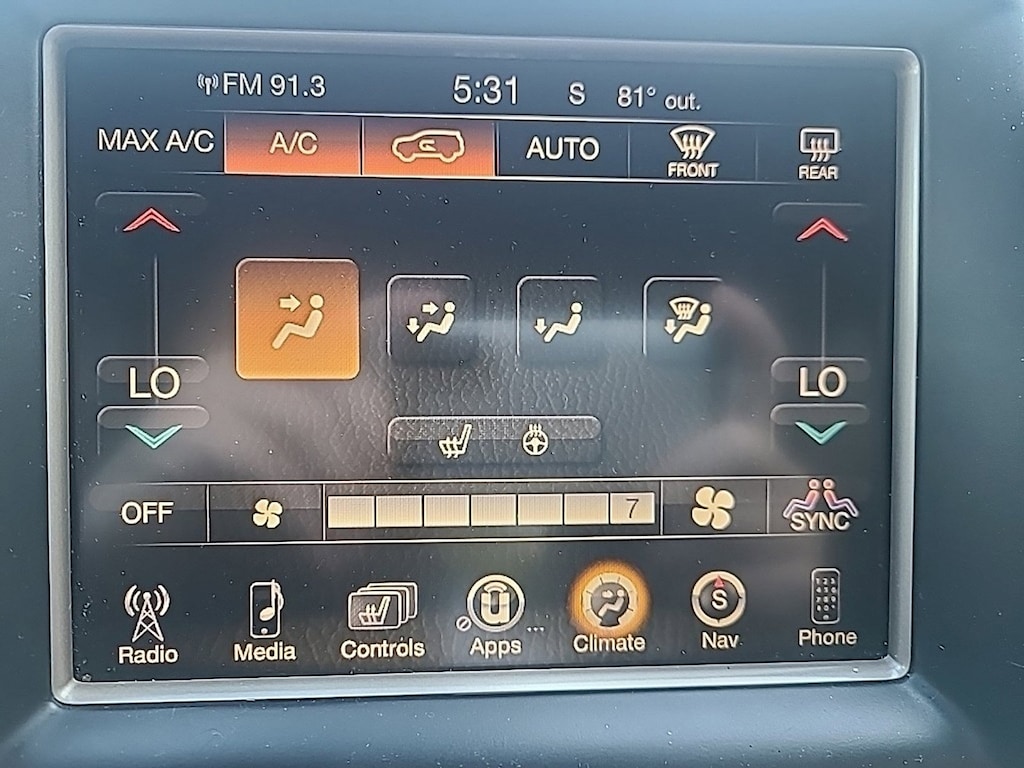 FM 91.3 5:31 S 81° out.
MAX A/C A/C AUTO FRONT REAR
LO LO
OFF 7 SYNC
S
Radio Media Controls Apps ... Climate Nav Phone